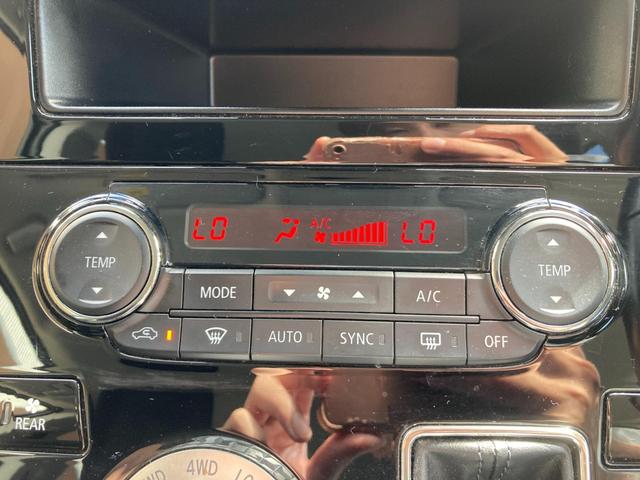 LO A/C LO
TEMP
TEMP
MODE
A/C
AUTO
SYNC
OFF
REAR
4WD